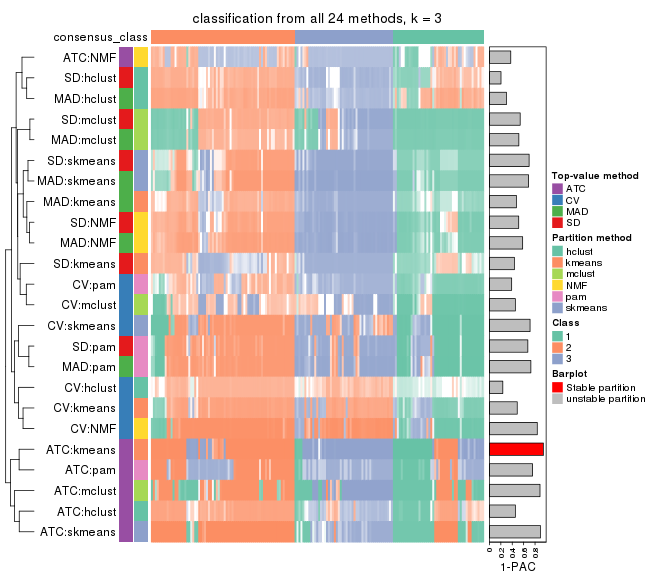 classification from all 24 methods, k = 3
consensus_class
ATC:NMF
SD:hclust
MAD:hclust
SD:mclust
MAD:mclust
SD:skmeans
MAD:skmeans
MAD:kmeans
SD:NMF
MAD:NMF
SD:kmeans
CV:pam
CV:mclust
CV:skmeans
SD:pam
MAD:pam
CV:hclust
CV:kmeans
CV:NMF
ATC:kmeans
ATC:pam
ATC:mclust
ATC:hclust
ATC:skmeans
0
0.2
0.4
0.6
0.8
1-PAC
Top-value method
ATC
CV
MAD
SD
Partition method
hclust
kmeans
mclust
NMF
pam
skmeans
Class
1
2
3
Barplot
Stable partition
unstable partition